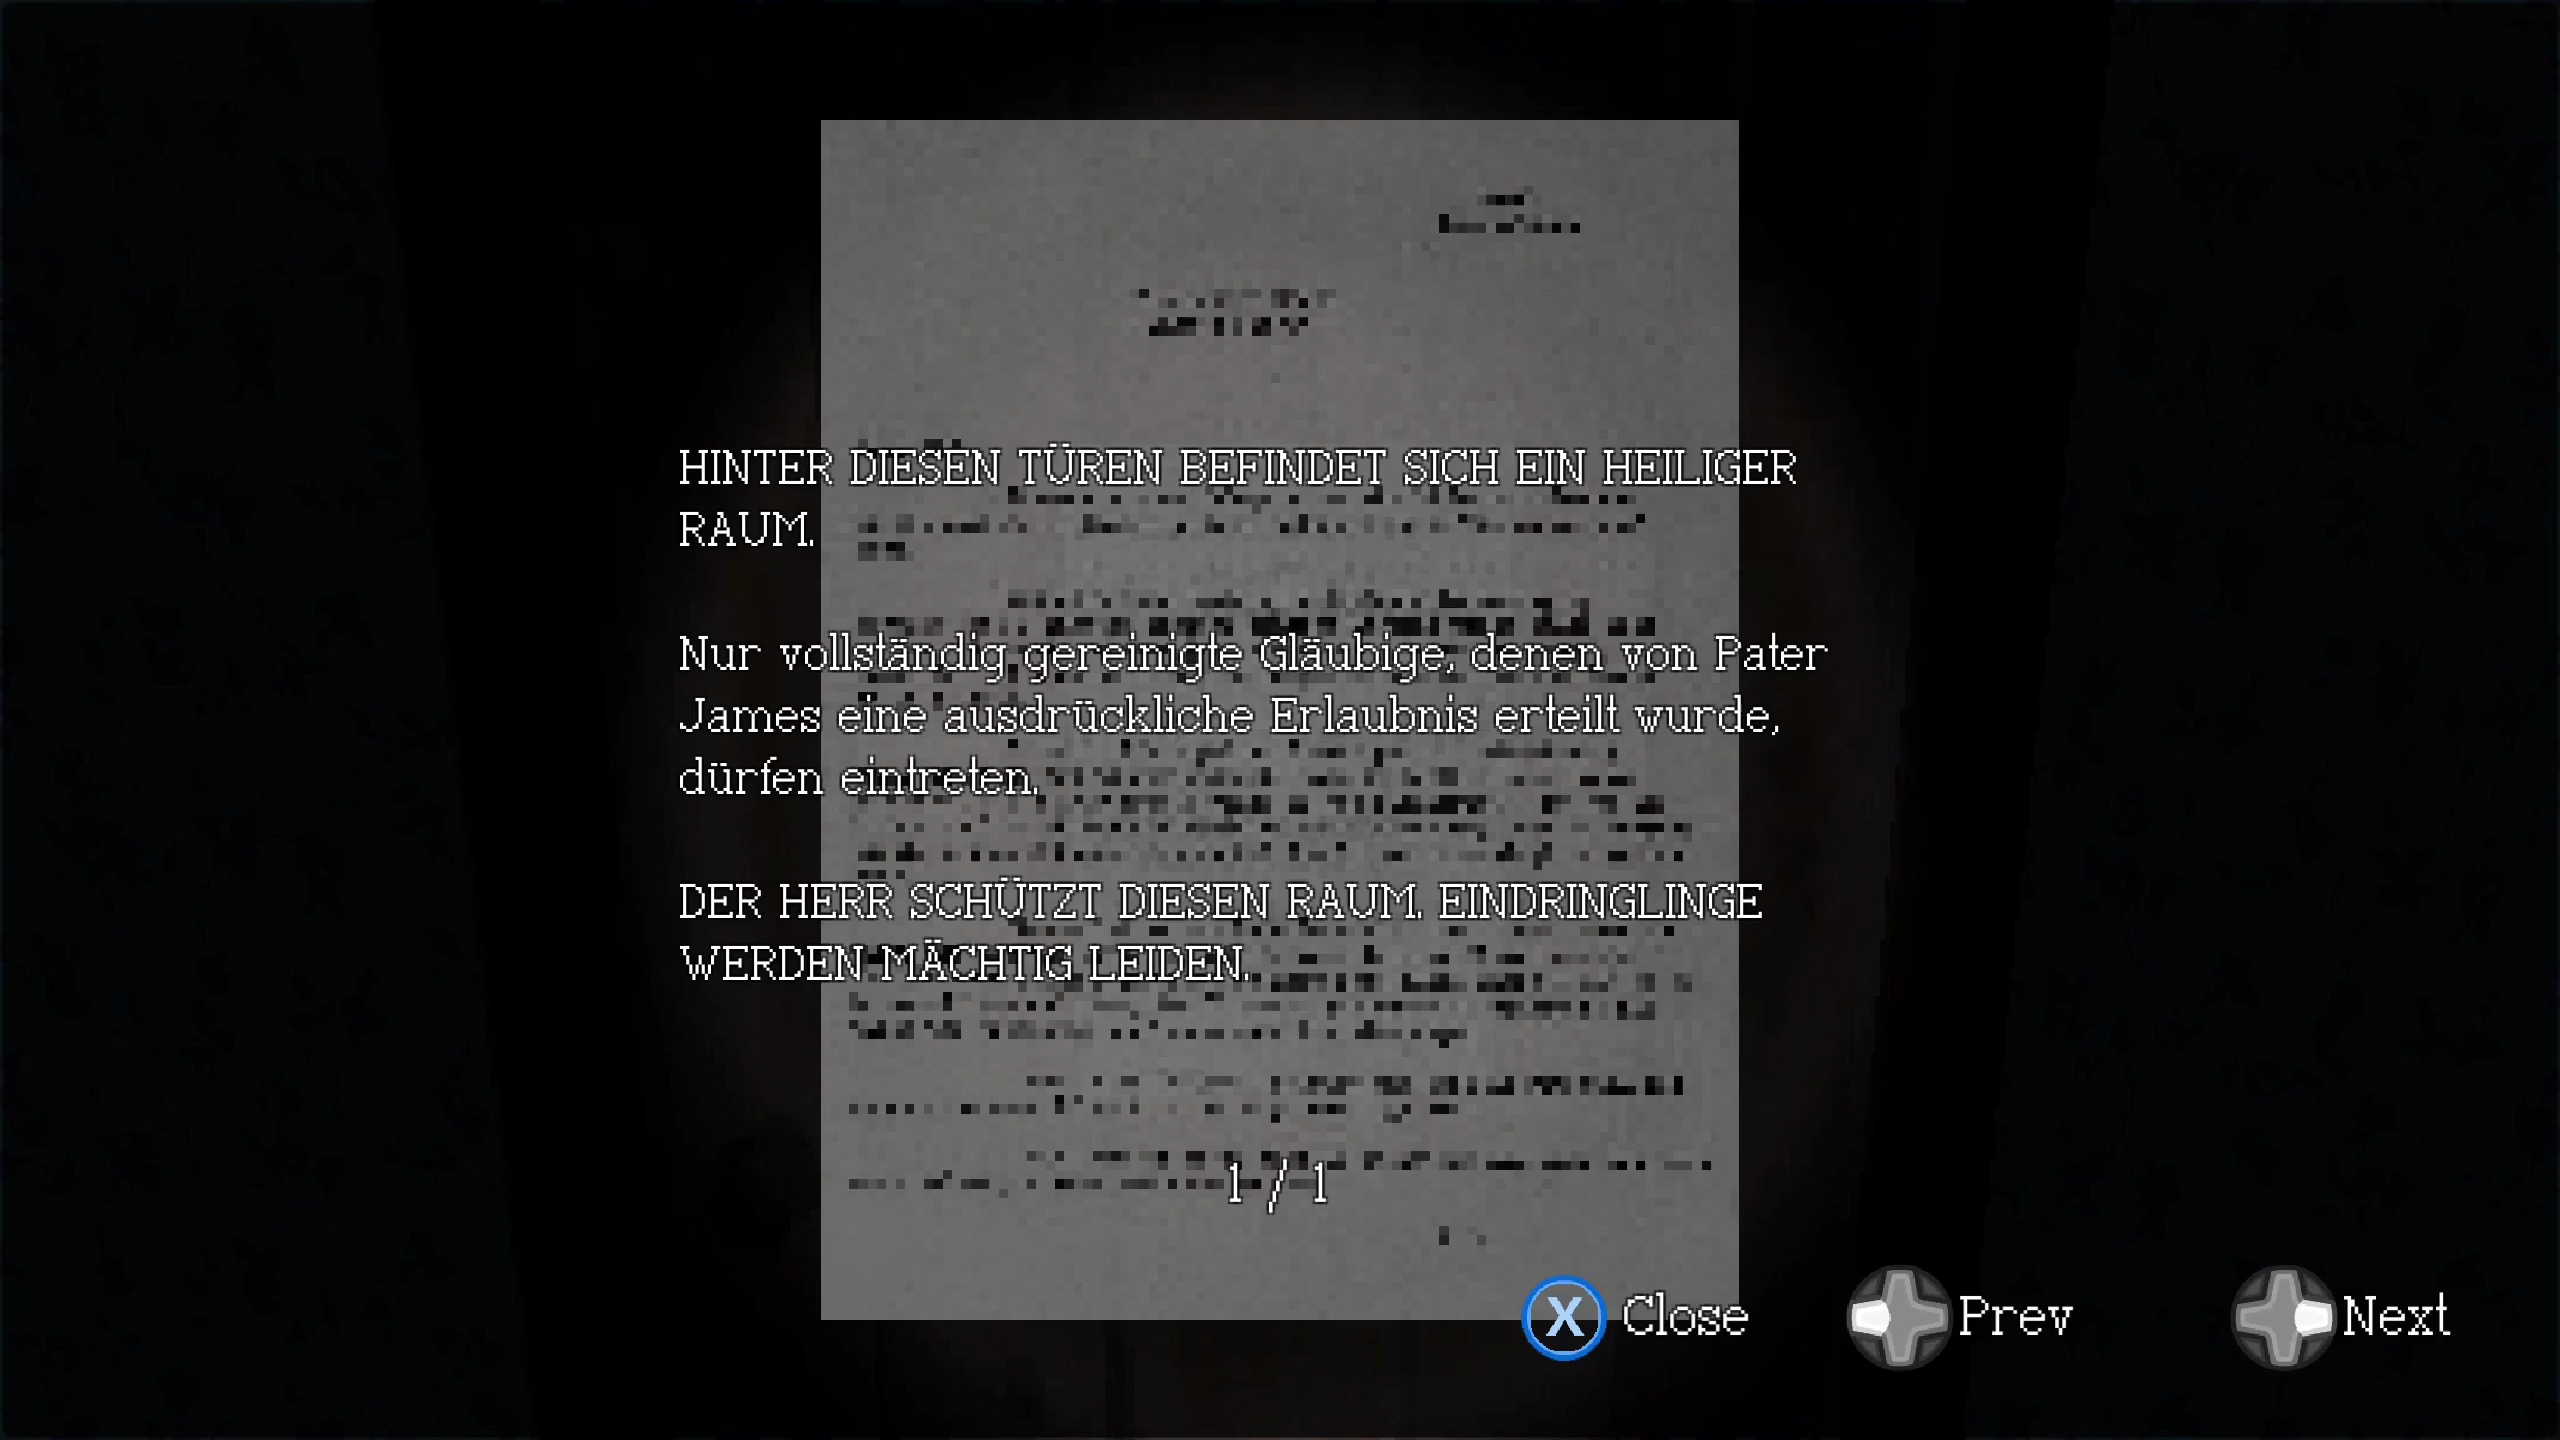 HINTER DIESEN TÜREN BEFINDET SICH EIN HEILIGER
RAUM.
Nur vollständig gereinigte Gläubige, denen von Pater
James eine ausdrückliche Erlaubnis erteilt wurde,
dürfen eintreten.
DER HERR SCHÜTZT DIESEN RAUM. EINDRINGLINGE
WERDEN MÄCHTIG LEIDEN.
1 / 1
X Close Prev Next